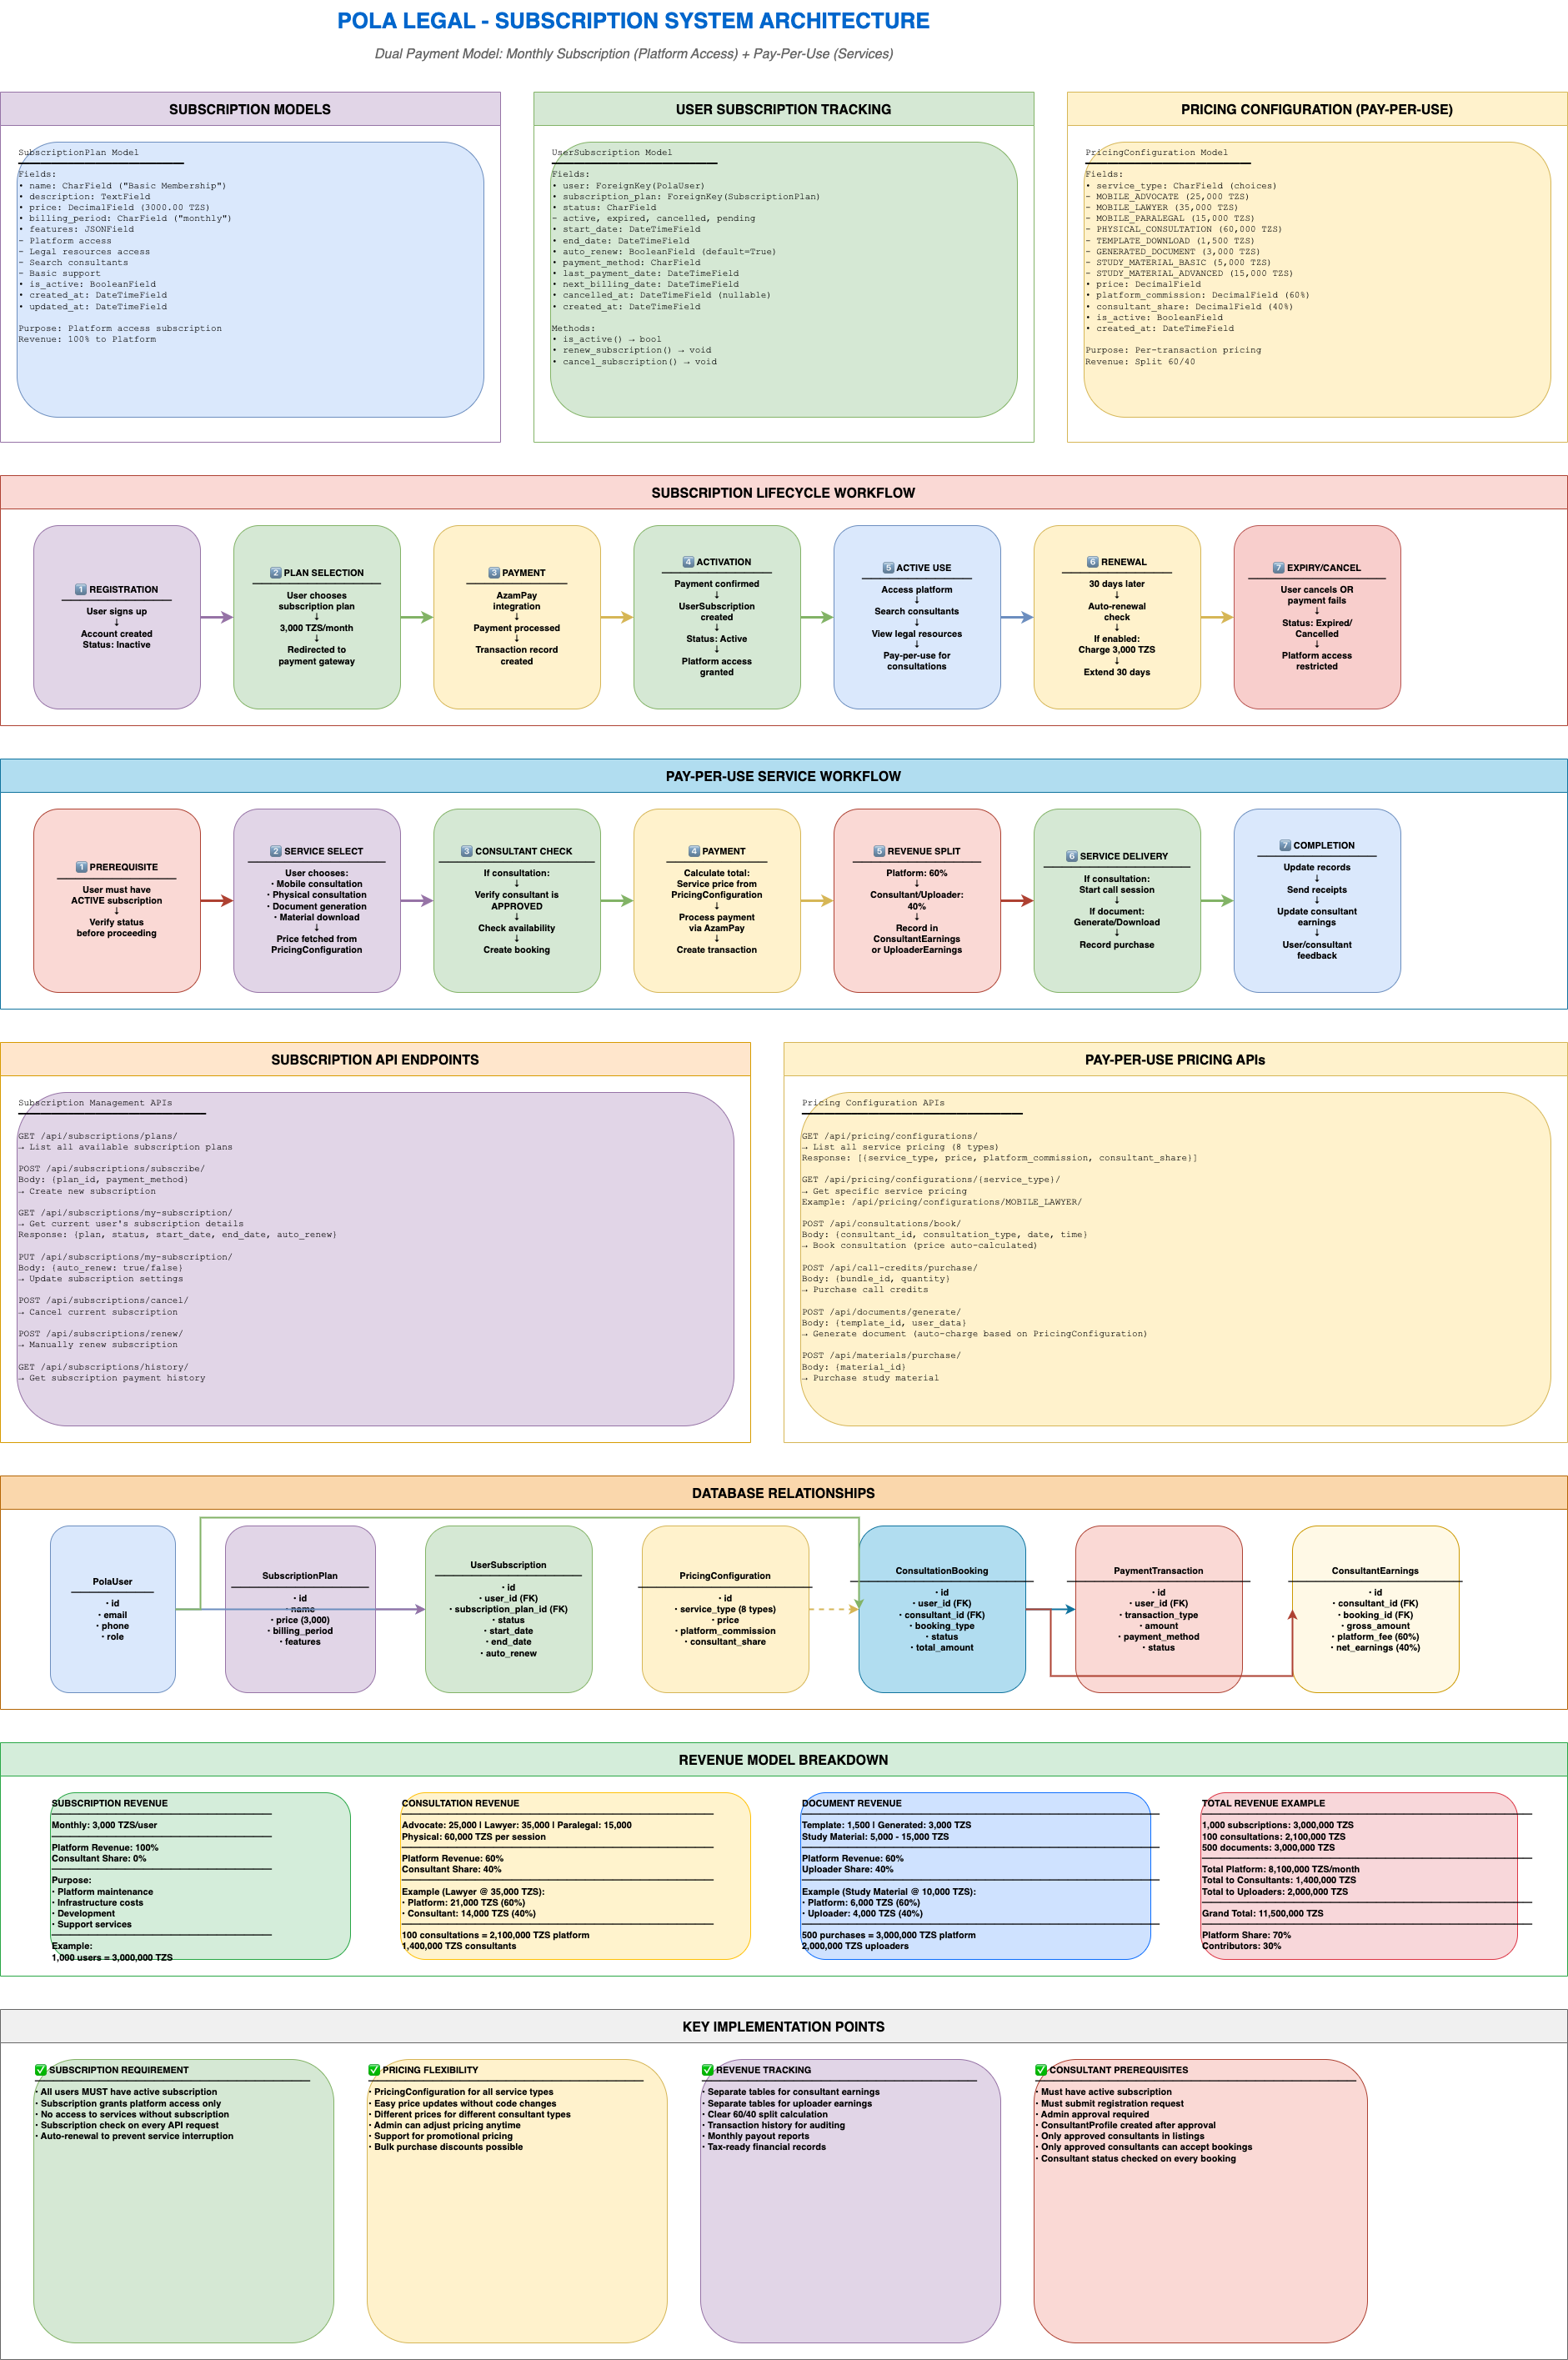 POLA LEGAL - SUBSCRIPTION SYSTEM ARCHITECTURE
Dual Payment Model: Monthly Subscription (Platform Access) + Pay-Per-Use (Services)
SUBSCRIPTION MODELS
SubscriptionPlan Model
Fields:
• name: CharField ("Basic Membership")
• description: TextField
• price: DecimalField (3000.00 TZS)
• billing_period: CharField ("monthly")
• features: JSONField
- Platform access
- Legal resources access
- Search consultants
- Basic support
• is_active: BooleanField
• created_at: DateTimeField
• updated_at: DateTimeField
Purpose: Platform access subscription
Revenue: 100% to Platform
USER SUBSCRIPTION TRACKING
UserSubscription Model
Fields:
• user: ForeignKey(PolaUser)
• subscription_plan: ForeignKey(SubscriptionPlan)
• status: CharField
- active, expired, cancelled, pending
• start_date: DateTimeField
• end_date: DateTimeField
• auto_renew: BooleanField (default=True)
• payment_method: CharField
• last_payment_date: DateTimeField
• next_billing_date: DateTimeField
• cancelled_at: DateTimeField (nullable)
• created_at: DateTimeField
Methods:
• is_active() → bool
• renew_subscription() → void
• cancel_subscription() → void
PRICING CONFIGURATION (PAY-PER-USE)
PricingConfiguration Model
Fields:
• service_type: CharField (choices)
- MOBILE_ADVOCATE (25,000 TZS)
- MOBILE_LAWYER (35,000 TZS)
- MOBILE_PARALEGAL (15,000 TZS)
- PHYSICAL_CONSULTATION (60,000 TZS)
- TEMPLATE_DOWNLOAD (1,500 TZS)
- GENERATED_DOCUMENT (3,000 TZS)
- STUDY_MATERIAL_BASIC (5,000 TZS)
- STUDY_MATERIAL_ADVANCED (15,000 TZS)
• price: DecimalField
• platform_commission: DecimalField (60%)
• consultant_share: DecimalField (40%)
• is_active: BooleanField
• created_at: DateTimeField
Purpose: Per-transaction pricing
Revenue: Split 60/40
SUBSCRIPTION LIFECYCLE WORKFLOW
1 REGISTRATION
User signs up
↓
Account created
Status: Inactive
2 PLAN SELECTION
User chooses
subscription plan
↓
3,000 TZS/month
↓
Redirected to
payment gateway
3 PAYMENT
AzamPay
integration
↓
Payment processed
↓
Transaction record
created
4 ACTIVATION
Payment confirmed
↓
UserSubscription
created
↓
Status: Active
↓
Platform access
granted
5 ACTIVE USE
Access platform
↓
Search consultants
↓
View legal resources
↓
Pay-per-use for
consultations
6 RENEWAL
30 days later
↓
Auto-renewal
check
↓
If enabled:
Charge 3,000 TZS
↓
Extend 30 days
7 EXPIRY/CANCEL
User cancels OR
payment fails
↓
Status: Expired/
Cancelled
↓
Platform access
restricted
PAY-PER-USE SERVICE WORKFLOW
1 PREREQUISITE
User must have
ACTIVE subscription
↓
Verify status
before proceeding
2 SERVICE SELECT
User chooses:
• Mobile consultation
• Physical consultation
• Document generation
• Material download
↓
Price fetched from
PricingConfiguration
3 CONSULTANT CHECK
If consultation:
↓
Verify consultant is
APPROVED
↓
Check availability
↓
Create booking
4 PAYMENT
Calculate total:
Service price from
PricingConfiguration
↓
Process payment
via AzamPay
↓
Create transaction
5 REVENUE SPLIT
Platform: 60%
↓
Consultant/Uploader:
40%
↓
Record in
ConsultantEarnings
or UploaderEarnings
6 SERVICE DELIVERY
If consultation:
Start call session
↓
If document:
Generate/Download
↓
Record purchase
7 COMPLETION
Update records
↓
Send receipts
↓
Update consultant
earnings
↓
User/consultant
feedback
SUBSCRIPTION API ENDPOINTS
Subscription Management APIs
GET /api/subscriptions/plans/
→ List all available subscription plans
POST /api/subscriptions/subscribe/
Body: {plan_id, payment_method}
→ Create new subscription
GET /api/subscriptions/my-subscription/
→ Get current user's subscription details
Response: {plan, status, start_date, end_date, auto_renew}
PUT /api/subscriptions/my-subscription/
Body: {auto_renew: true/false}
→ Update subscription settings
POST /api/subscriptions/cancel/
→ Cancel current subscription
POST /api/subscriptions/renew/
→ Manually renew subscription
GET /api/subscriptions/history/
→ Get subscription payment history
PAY-PER-USE PRICING APIs
Pricing Configuration APIs
GET /api/pricing/configurations/
→ List all service pricing (8 types)
Response: [{service_type, price, platform_commission, consultant_share}]
GET /api/pricing/configurations/{service_type}/
→ Get specific service pricing
Example: /api/pricing/configurations/MOBILE_LAWYER/
POST /api/consultations/book/
Body: {consultant_id, consultation_type, date, time}
→ Book consultation (price auto-calculated)
POST /api/call-credits/purchase/
Body: {bundle_id, quantity}
→ Purchase call credits
POST /api/documents/generate/
Body: {template_id, user_data}
→ Generate document (auto-charge based on PricingConfiguration)
POST /api/materials/purchase/
Body: {material_id}
→ Purchase study material
DATABASE RELATIONSHIPS
PolaUser
• id
• email
• phone
• role
SubscriptionPlan
• id
• name
• price (3,000)
• billing_period
• features
UserSubscription
• id
• user_id (FK)
• subscription_plan_id (FK)
• status
• start_date
• end_date
• auto_renew
PricingConfiguration
• id
• service_type (8 types)
• price
• platform_commission
• consultant_share
ConsultationBooking
• id
• user_id (FK)
• consultant_id (FK)
• booking_type
• status
• total_amount
PaymentTransaction
• id
• user_id (FK)
• transaction_type
• amount
• payment_method
• status
ConsultantEarnings
• id
• consultant_id (FK)
• booking_id (FK)
• gross_amount
• platform_fee (60%)
• net_earnings (40%)
REVENUE MODEL BREAKDOWN
SUBSCRIPTION REVENUE
Monthly: 3,000 TZS/user
Platform Revenue: 100%
Consultant Share: 0%
Purpose:
• Platform maintenance
• Infrastructure costs
• Development
• Support services
Example:
1,000 users = 3,000,000 TZS
CONSULTATION REVENUE
Advocate: 25,000 | Lawyer: 35,000 | Paralegal: 15,000
Physical: 60,000 TZS per session
Platform Revenue: 60%
Consultant Share: 40%
Example (Lawyer @ 35,000 TZS):
• Platform: 21,000 TZS (60%)
• Consultant: 14,000 TZS (40%)
100 consultations = 2,100,000 TZS platform
1,400,000 TZS consultants
DOCUMENT REVENUE
Template: 1,500 | Generated: 3,000 TZS
Study Material: 5,000 - 15,000 TZS
Platform Revenue: 60%
Uploader Share: 40%
Example (Study Material @ 10,000 TZS):
• Platform: 6,000 TZS (60%)
• Uploader: 4,000 TZS (40%)
500 purchases = 3,000,000 TZS platform
2,000,000 TZS uploaders
TOTAL REVENUE EXAMPLE
1,000 subscriptions: 3,000,000 TZS
100 consultations: 2,100,000 TZS
500 documents: 3,000,000 TZS
Total Platform: 8,100,000 TZS/month
Total to Consultants: 1,400,000 TZS
Total to Uploaders: 2,000,000 TZS
Grand Total: 11,500,000 TZS
Platform Share: 70%
Contributors: 30%
KEY IMPLEMENTATION POINTS
✅ SUBSCRIPTION REQUIREMENT
• All users MUST have active subscription
• Subscription grants platform access only
• No access to services without subscription
• Subscription check on every API request
• Auto-renewal to prevent service interruption
✅ PRICING FLEXIBILITY
• PricingConfiguration for all service types
• Easy price updates without code changes
• Different prices for different consultant types
• Admin can adjust pricing anytime
• Support for promotional pricing
• Bulk purchase discounts possible
✅ REVENUE TRACKING
• Separate tables for consultant earnings
• Separate tables for uploader earnings
• Clear 60/40 split calculation
• Transaction history for auditing
• Monthly payout reports
• Tax-ready financial records
✅ CONSULTANT PREREQUISITES
• Must have active subscription
• Must submit registration request
• Admin approval required
• ConsultantProfile created after approval
• Only approved consultants in listings
• Only approved consultants can accept bookings
• Consultant status checked on every booking